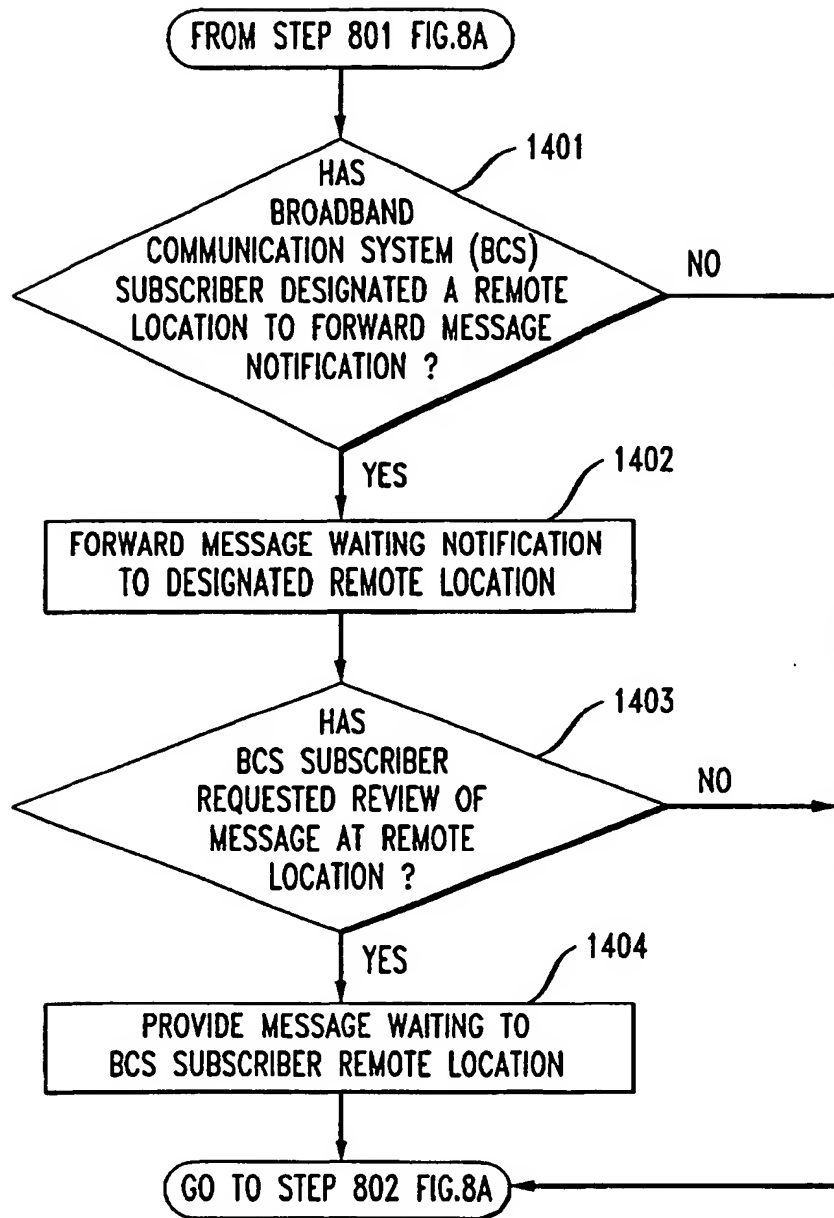 FROM STEP 801 FIG.8A
1401
HAS
BROADBAND
COMMUNICATION SYSTEM (BCS)
SUBSCRIBER DESIGNATED A REMOTE
LOCATION TO FORWARD MESSAGE
NOTIFICATION ?
NO
YES
1402
FORWARD MESSAGE WAITING NOTIFICATION
TO DESIGNATED REMOTE LOCATION
1403
HAS
BCS SUBSCRIBER
REQUESTED REVIEW OF
MESSAGE AT REMOTE
LOCATION ?
NO
YES
1404
PROVIDE MESSAGE WAITING TO
BCS SUBSCRIBER REMOTE LOCATION
GO TO STEP 802 FIG.8A